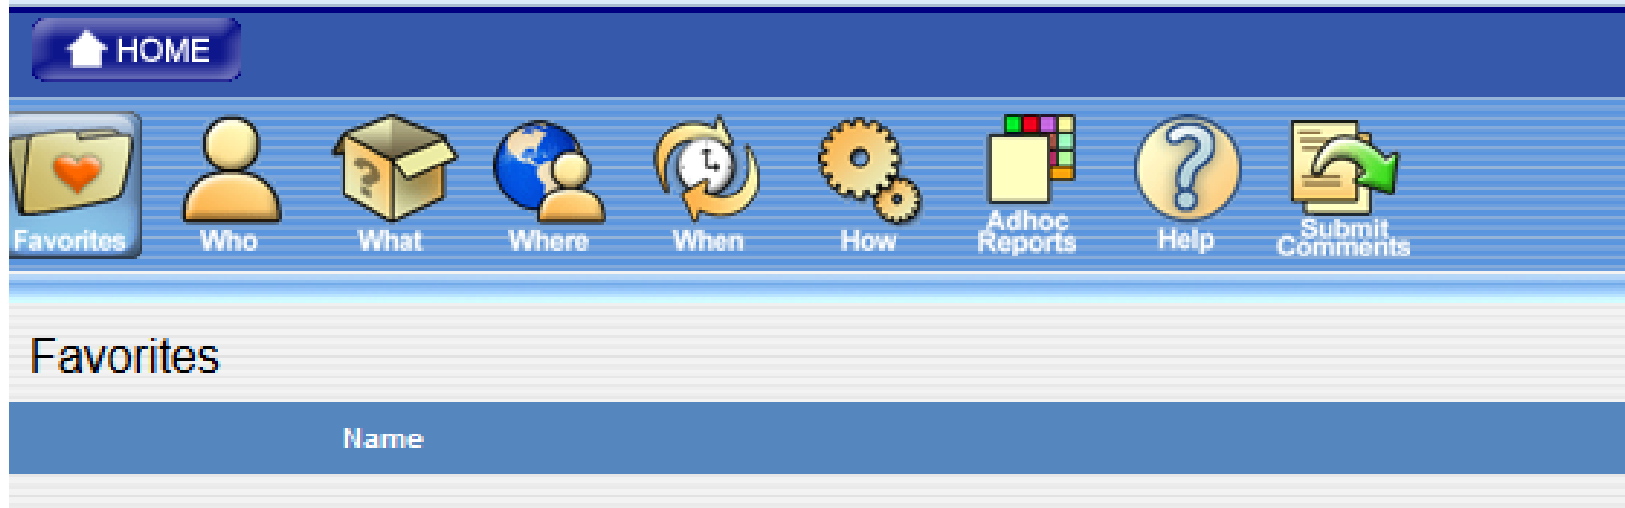 HOME
Favorites
Who
?
What
Where
When
How
Adhoc
Reports
?
Help
Submit
Comments
Favorites
Name